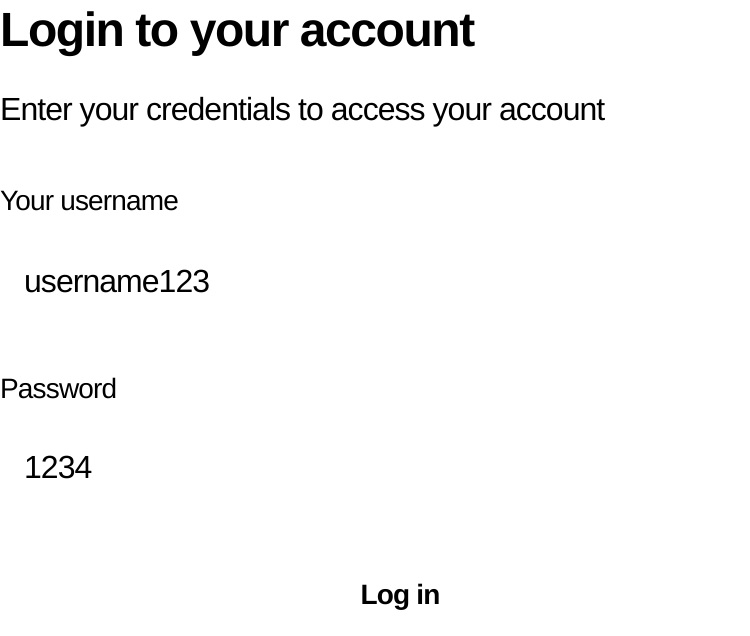 Login to your account
Enter your credentials to access your account
Your username
username123
Password
1234
Log in